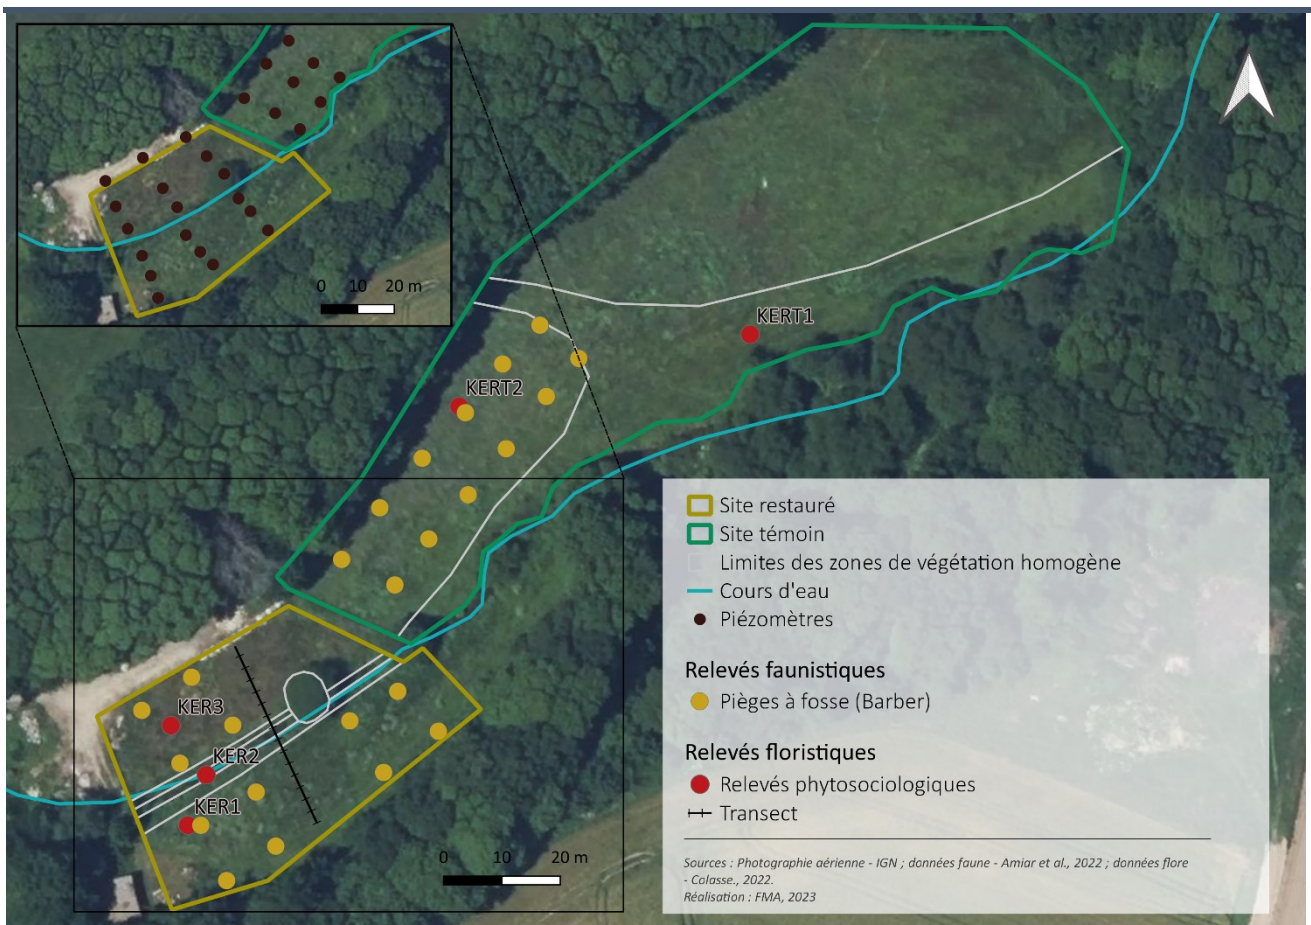 0 10 20 m
KERT1
KERT2
KER3
KER2
KER1
0 10 20 m
Site restauré
Site témoin
Limites des zones de végétation homogène
Cours d'eau
Piézomètres
Relevés faunistiques
Pièges à fosse (Barber)
Relevés floristiques
Relevés phytosociologiques
Transect
Sources : Photographie aérienne - IGN ; données faune - Amiar et al., 2022 ; données flore
- Colasse., 2022.
Réalisation : FMA, 2023